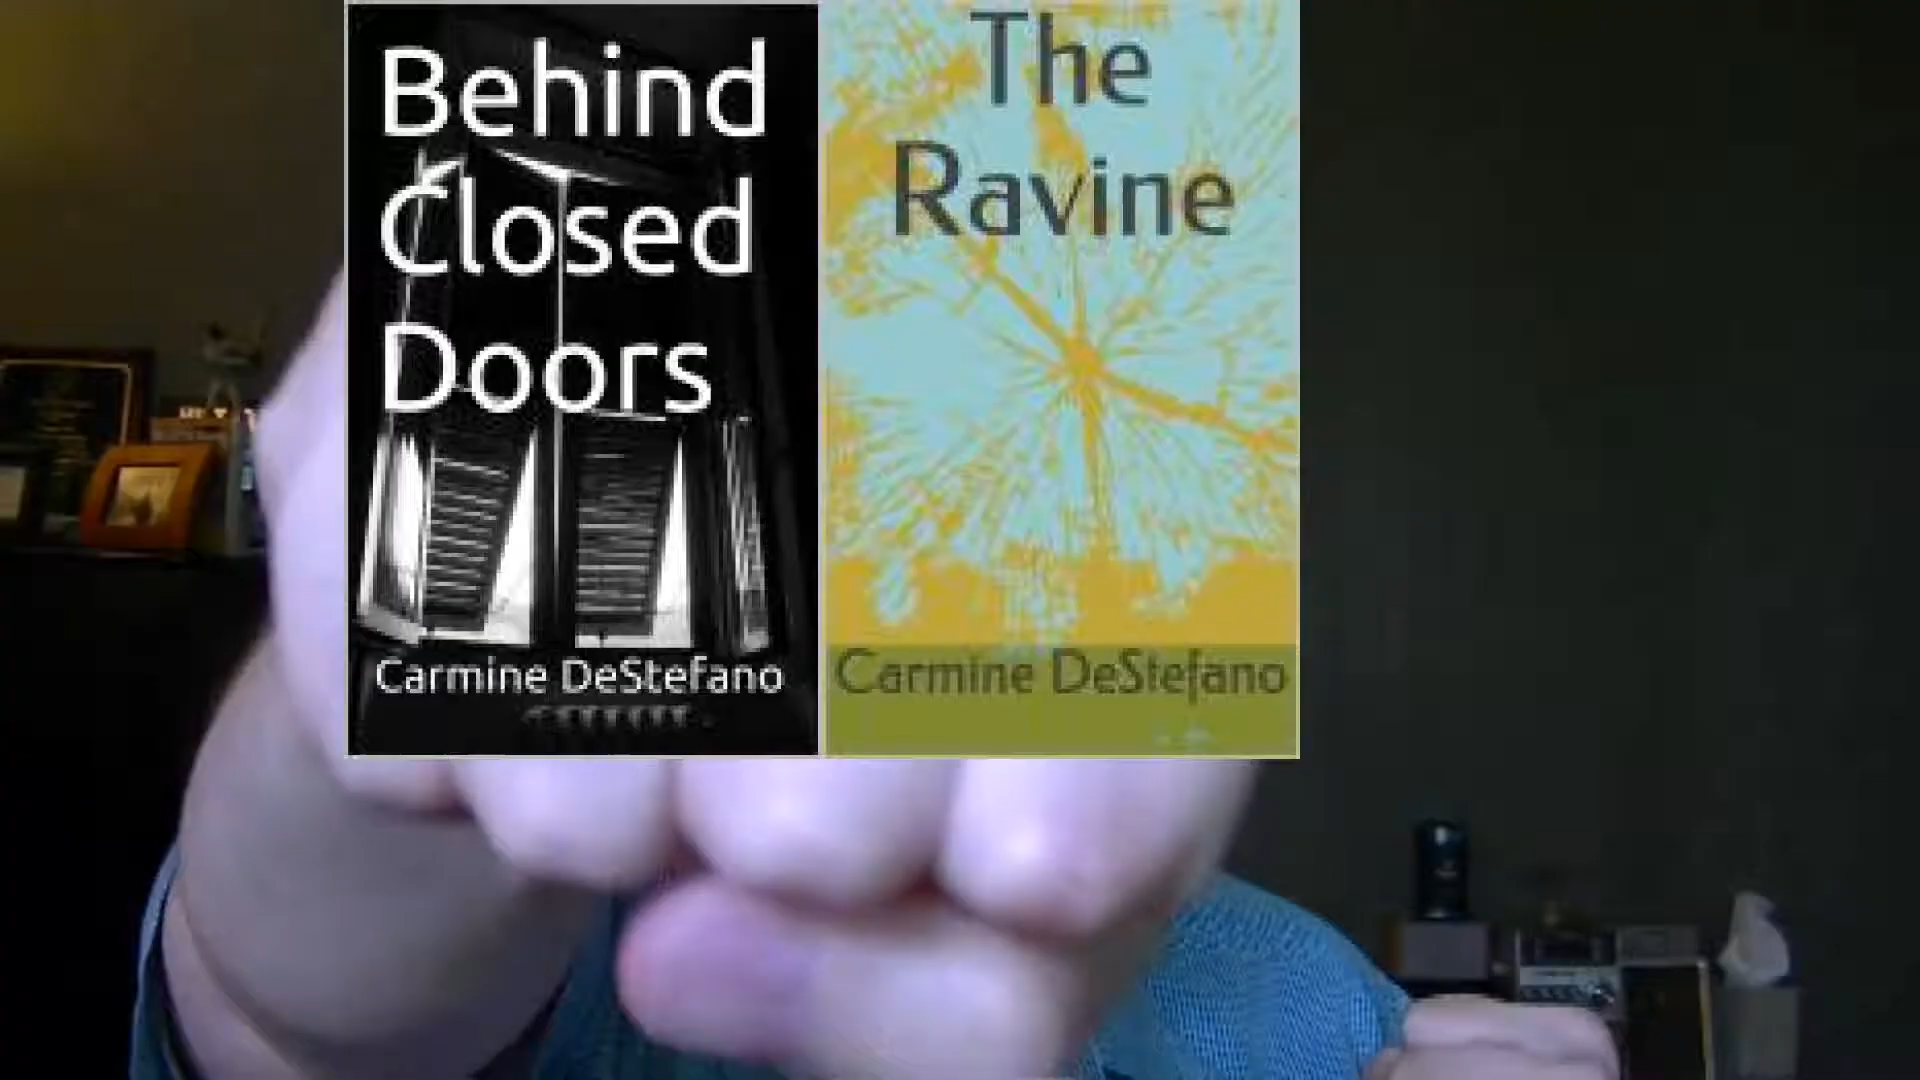 Behind
Closed
Doors
Carmine DeStefano
The
Ravine
Carmine DeStefano